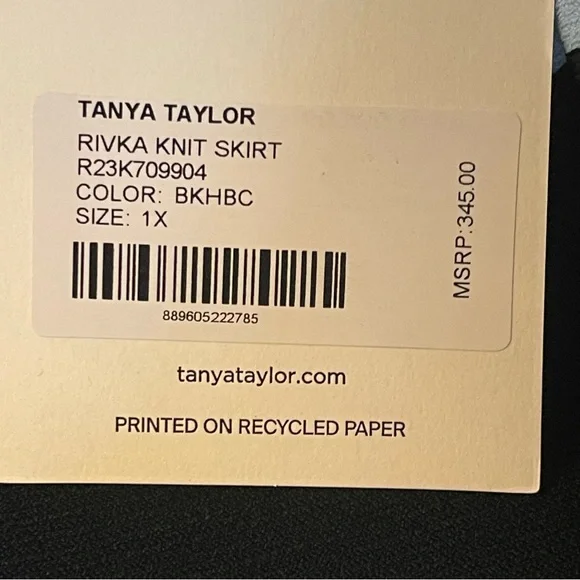 TANYA TAYLOR
RIVKA KNIT SKIRT
R23K709904
COLOR: BKHBC
SIZE: 1X
889605222785
MSRP:345.00
tanyataylor.com
PRINTED ON RECYCLED PAPER